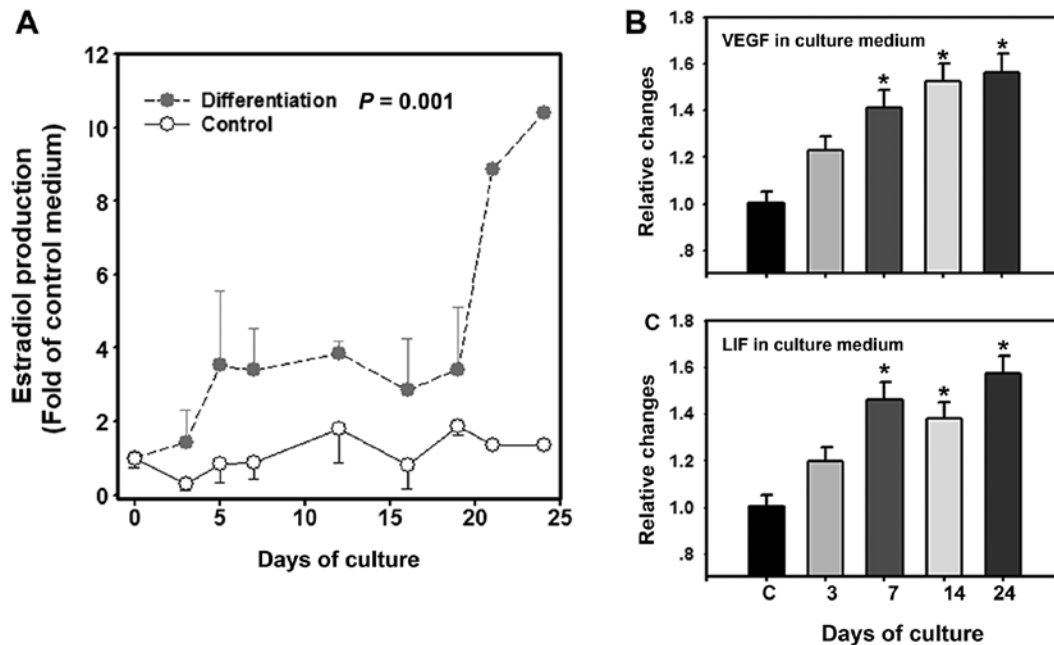 A
Estradiol production
(Fold of control medium)
12
10
8
6
4
2
0
Differentiation P = 0.001
Control
0 5 10 15 20 25
Days of culture
B
Relative changes
1.8
1.6
1.4
1.2
1.0
.8
VEGF in culture medium
* * *
C
Relative changes
1.8
1.6
1.4
1.2
1.0
.8
LIF in culture medium
* * *
C 3 7 14 24
Days of culture